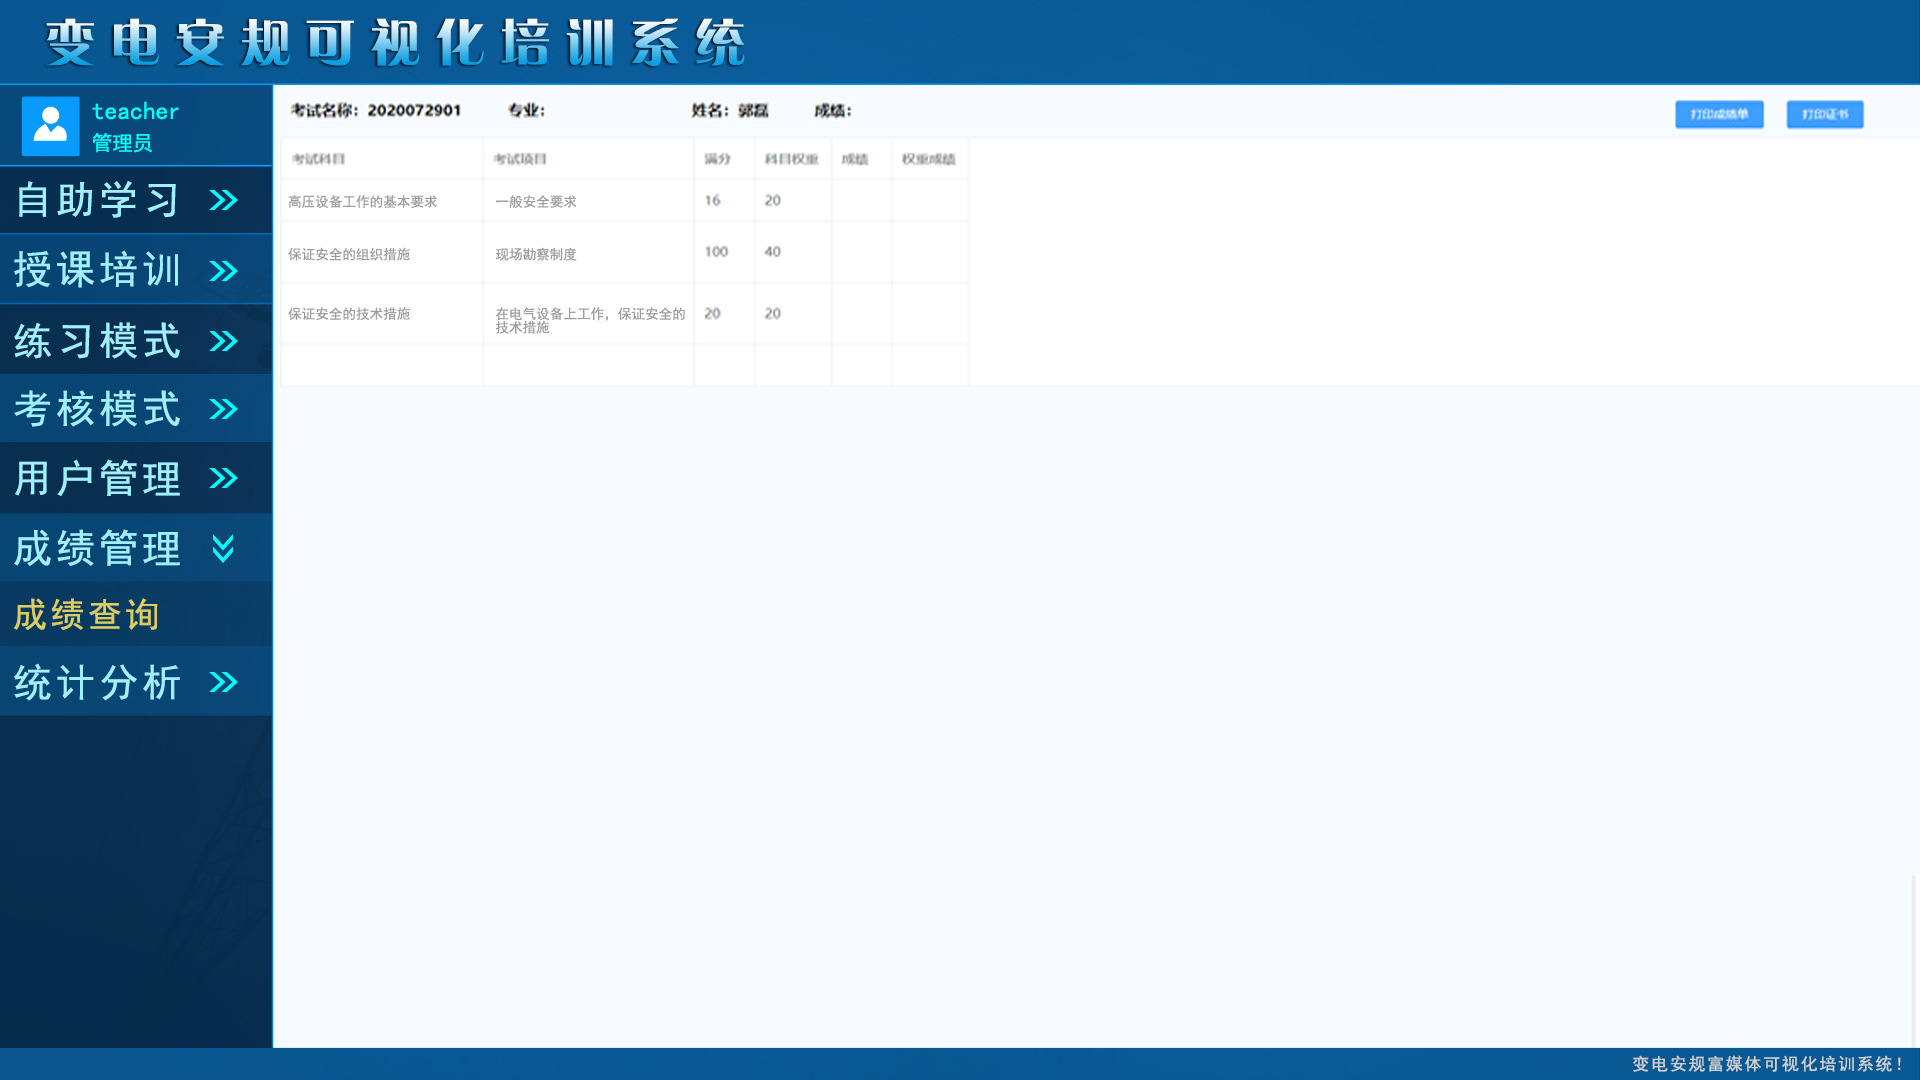 变电安规可视化培训系统
teacher
管理员
自助学习
授课培训
练习模式
考核模式
用户管理
成绩管理
成绩查询
统计分析
考试名称：2020072901 专业： 姓名：郭磊 成绩：
打印成绩单 打印证书
考试科目 考试项目 满分 科目权重 成绩 权重成绩
高压设备工作的基本要求 一般安全要求 16 20
保证安全的组织措施 现场勘察制度 100 40
保证安全的技术措施 在电气设备上工作，保证安全的 20 20
技术措施
变电安规富媒体可视化培训系统！